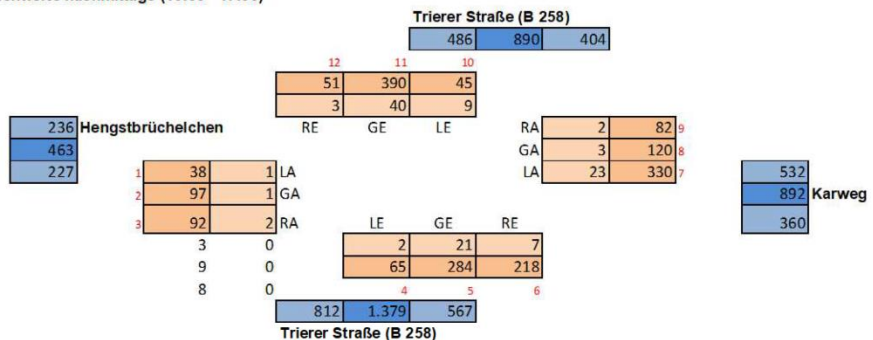 Trierer Straße (B 258)
486 890 404
12 11 10
51 390 45
3 40 9
RE GE LE
236 Hengstbrüchelchen
463
227
RA 2 82 9
GA 3 120 8
LA 23 330 7
1 38 1 LA
2 97 1 GA
3 92 2 RA
3 0
9 0
8 0
532
892 Karweg
360
LE GE RE
2 21 7
65 284 218
4 5 6
812 1.379 567
Trierer Straße (B 258)